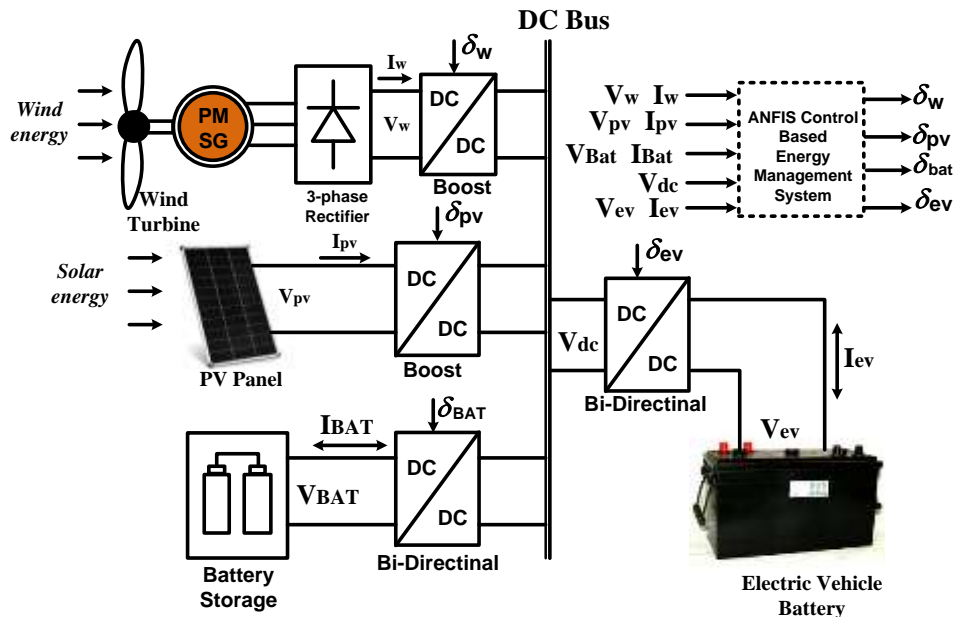 DC Bus
Wind
energy
PM
SG
Wind
Turbine
3-phase
Rectifier
Iw
Vw
δw
DC
DC
Boost
Vw Iw
Vpv Ipv
VBat IBat
Vdc
Vev Iev
ANFIS Control
Based
Energy
Management
System
δw
δpv
δbat
δev
Solar
energy
PV Panel
Ipv
Vpv
δpv
DC
DC
Boost
δev
Vdc
DC
DC
Bi-Directinal
Iev
Vev
Electric Vehicle
Battery
IBAT
VBAT
δBAT
DC
DC
Bi-Directinal
Battery
Storage